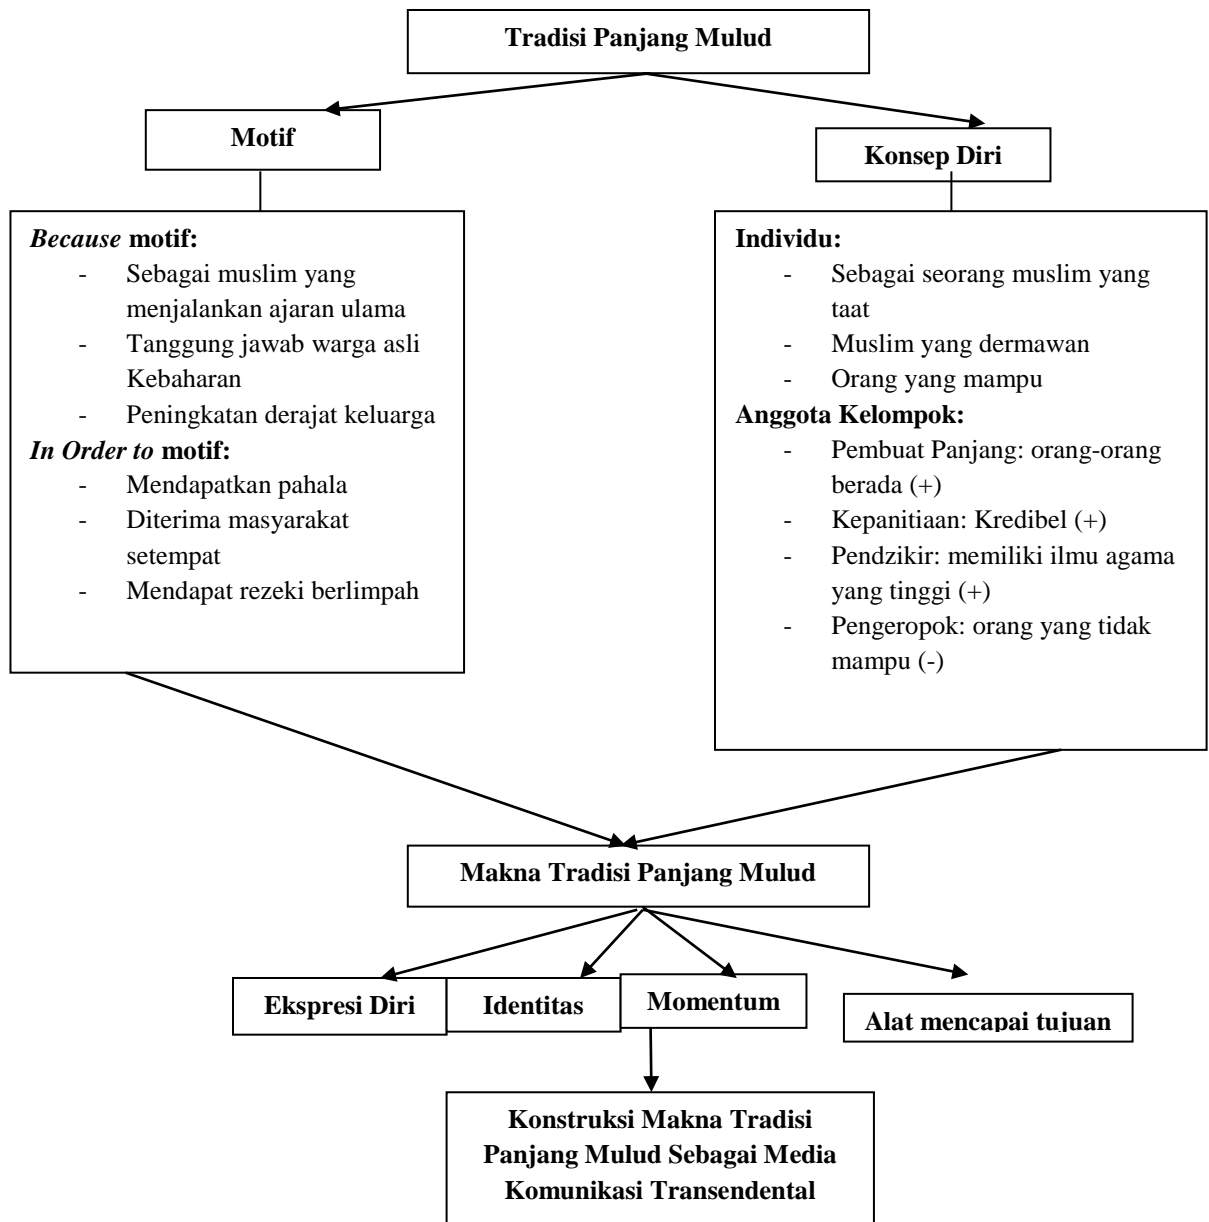 Tradisi Panjang Mulud
Motif
Konsep Diri
Because motif:
- Sebagai muslim yang
menjalankan ajaran ulama
- Tanggung jawab warga asli
Kebaharan
- Peningkatan derajat keluarga
In Order to motif:
- Mendapatkan pahala
- Diterima masyarakat
setempat
- Mendapat rezeki berlimpah
Individu:
- Sebagai seorang muslim yang
taat
- Muslim yang dermawan
- Orang yang mampu
Anggota Kelompok:
- Pembuat Panjang: orang-orang
berada (+)
- Kepanitiaan: Kredibel (+)
- Pendzikir: memiliki ilmu agama
yang tinggi (+)
- Pengeropok: orang yang tidak
mampu (-)
Makna Tradisi Panjang Mulud
Ekspresi Diri
Identitas
Momentum
Alat mencapai tujuan
Konstruksi Makna Tradisi
Panjang Mulud Sebagai Media
Komunikasi Transendental